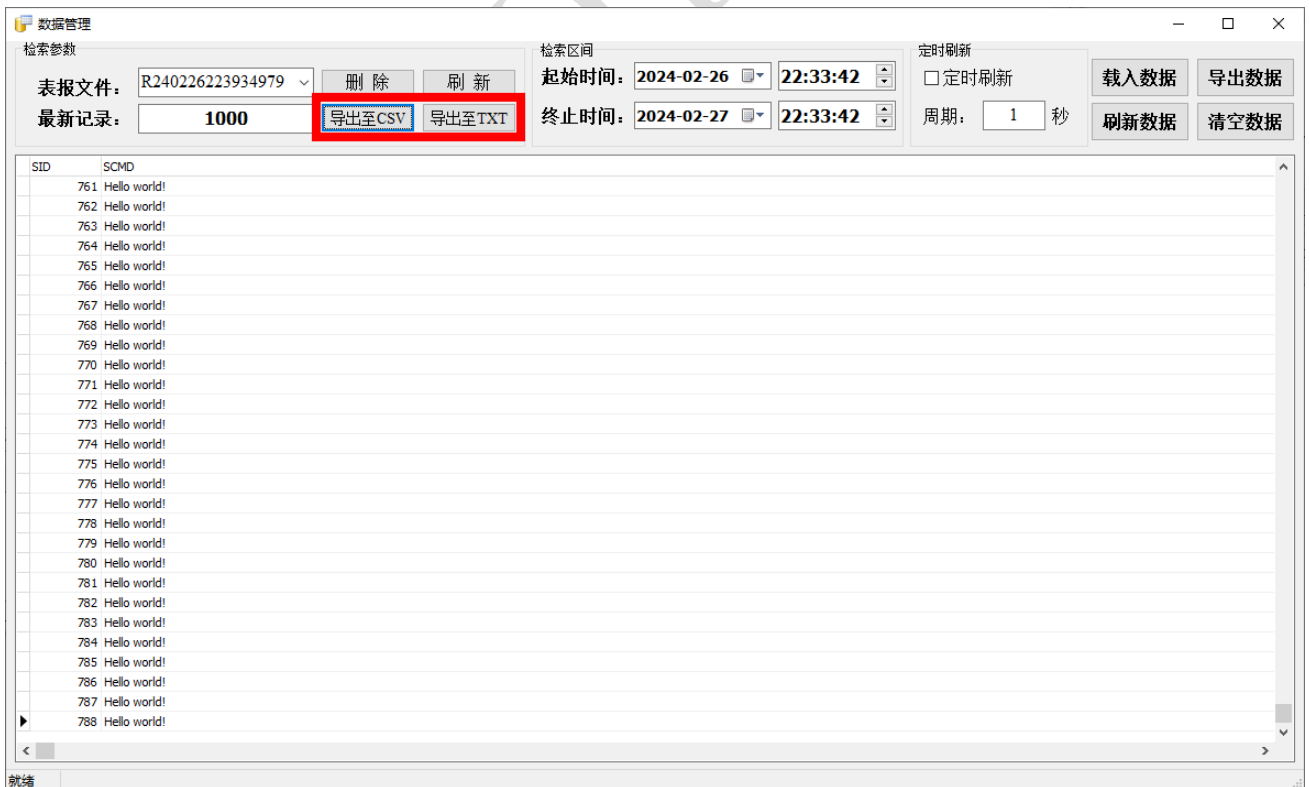 数据管理
检索参数
表报文件： R240226223934979 删 除 刷 新
最新记录： 1000 导出至CSV 导出至TXT
检索区间
起始时间： 2024-02-26 22:33:42
终止时间： 2024-02-27 22:33:42
定时刷新
定时刷新
周期： 1 秒
载入数据 导出数据
刷新数据 清空数据
SID SCMD
761 Hello world!
762 Hello world!
763 Hello world!
764 Hello world!
765 Hello world!
766 Hello world!
767 Hello world!
768 Hello world!
769 Hello world!
770 Hello world!
771 Hello world!
772 Hello world!
773 Hello world!
774 Hello world!
775 Hello world!
776 Hello world!
777 Hello world!
778 Hello world!
779 Hello world!
780 Hello world!
781 Hello world!
782 Hello world!
783 Hello world!
784 Hello world!
785 Hello world!
786 Hello world!
787 Hello world!
788 Hello world!
就绪